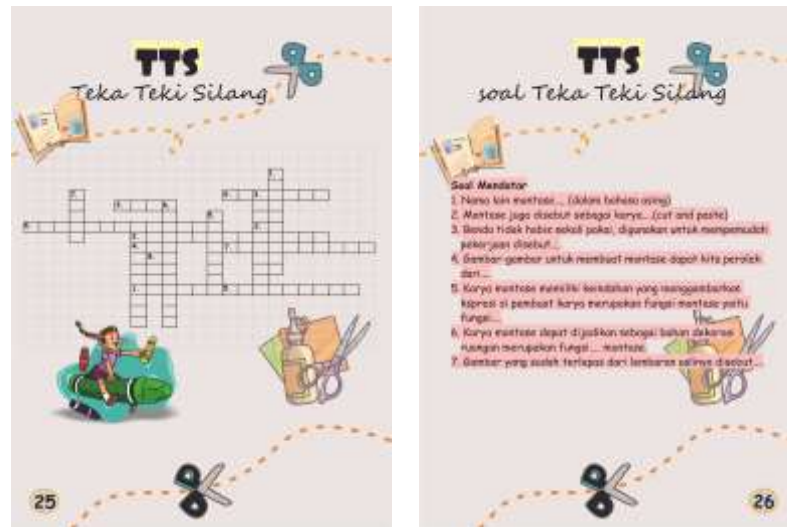 TTS
Teka Teki Silang
25
TTS
soal Teka Teki Silang
Soal Mendatar
1. Nama lain montase.... (dalam bahasa asing)
2. Montase juga disebut sebagai karya....(cut and paste)
3. Benda tidak habis sekali pakai, digunakan untuk mempermudah
pekerjaan disebut....
4. Gambar-gambar untuk membuat montase dapat kita peroleh
dari....
5. Karya montase memiliki keindahan yang menggambarkan
kspresi si pembuat karya merupakan fungsi montase yaitu
fungsi....
6. Karya montase dapat dijadikan sebagai bahan dekorasi
ruangan merupakan fungsi .... montase.
7. Gambar yang sudah terlepas dari lembaran aslinya disebut....
26